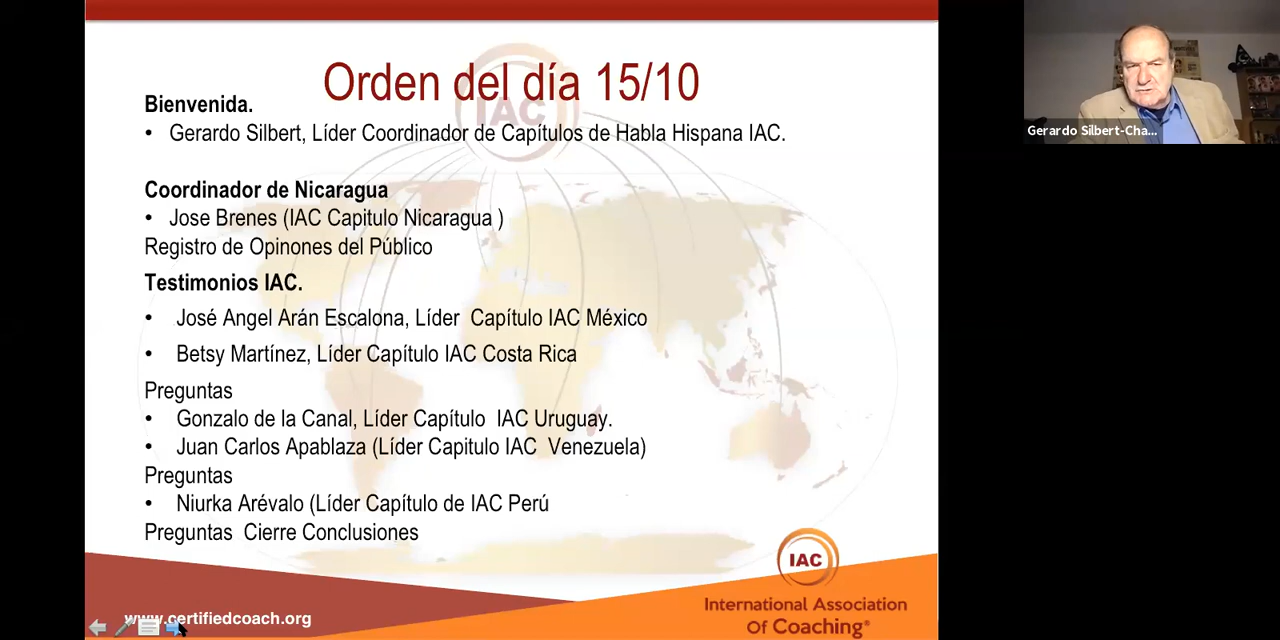 Orden del día 15/10
Bienvenida.
• Gerardo Silbert, Líder Coordinador de Capítulos de Habla Hispana IAC.
Coordinador de Nicaragua
• Jose Brenes (IAC Capitulo Nicaragua )
Registro de Opinones del Público
Testimonios IAC.
• José Angel Arán Escalona, Líder Capítulo IAC México
• Betsy Martínez, Líder Capítulo IAC Costa Rica
Preguntas
• Gonzalo de la Canal, Líder Capítulo IAC Uruguay.
• Juan Carlos Apablaza (Líder Capitulo IAC Venezuela)
Preguntas
• Niurka Arévalo (Líder Capítulo de IAC Perú
Preguntas Cierre Conclusiones
IAC
IAC
International Association
Of Coaching®
www.certifiedcoach.org
Gerardo Silbert-Cha...